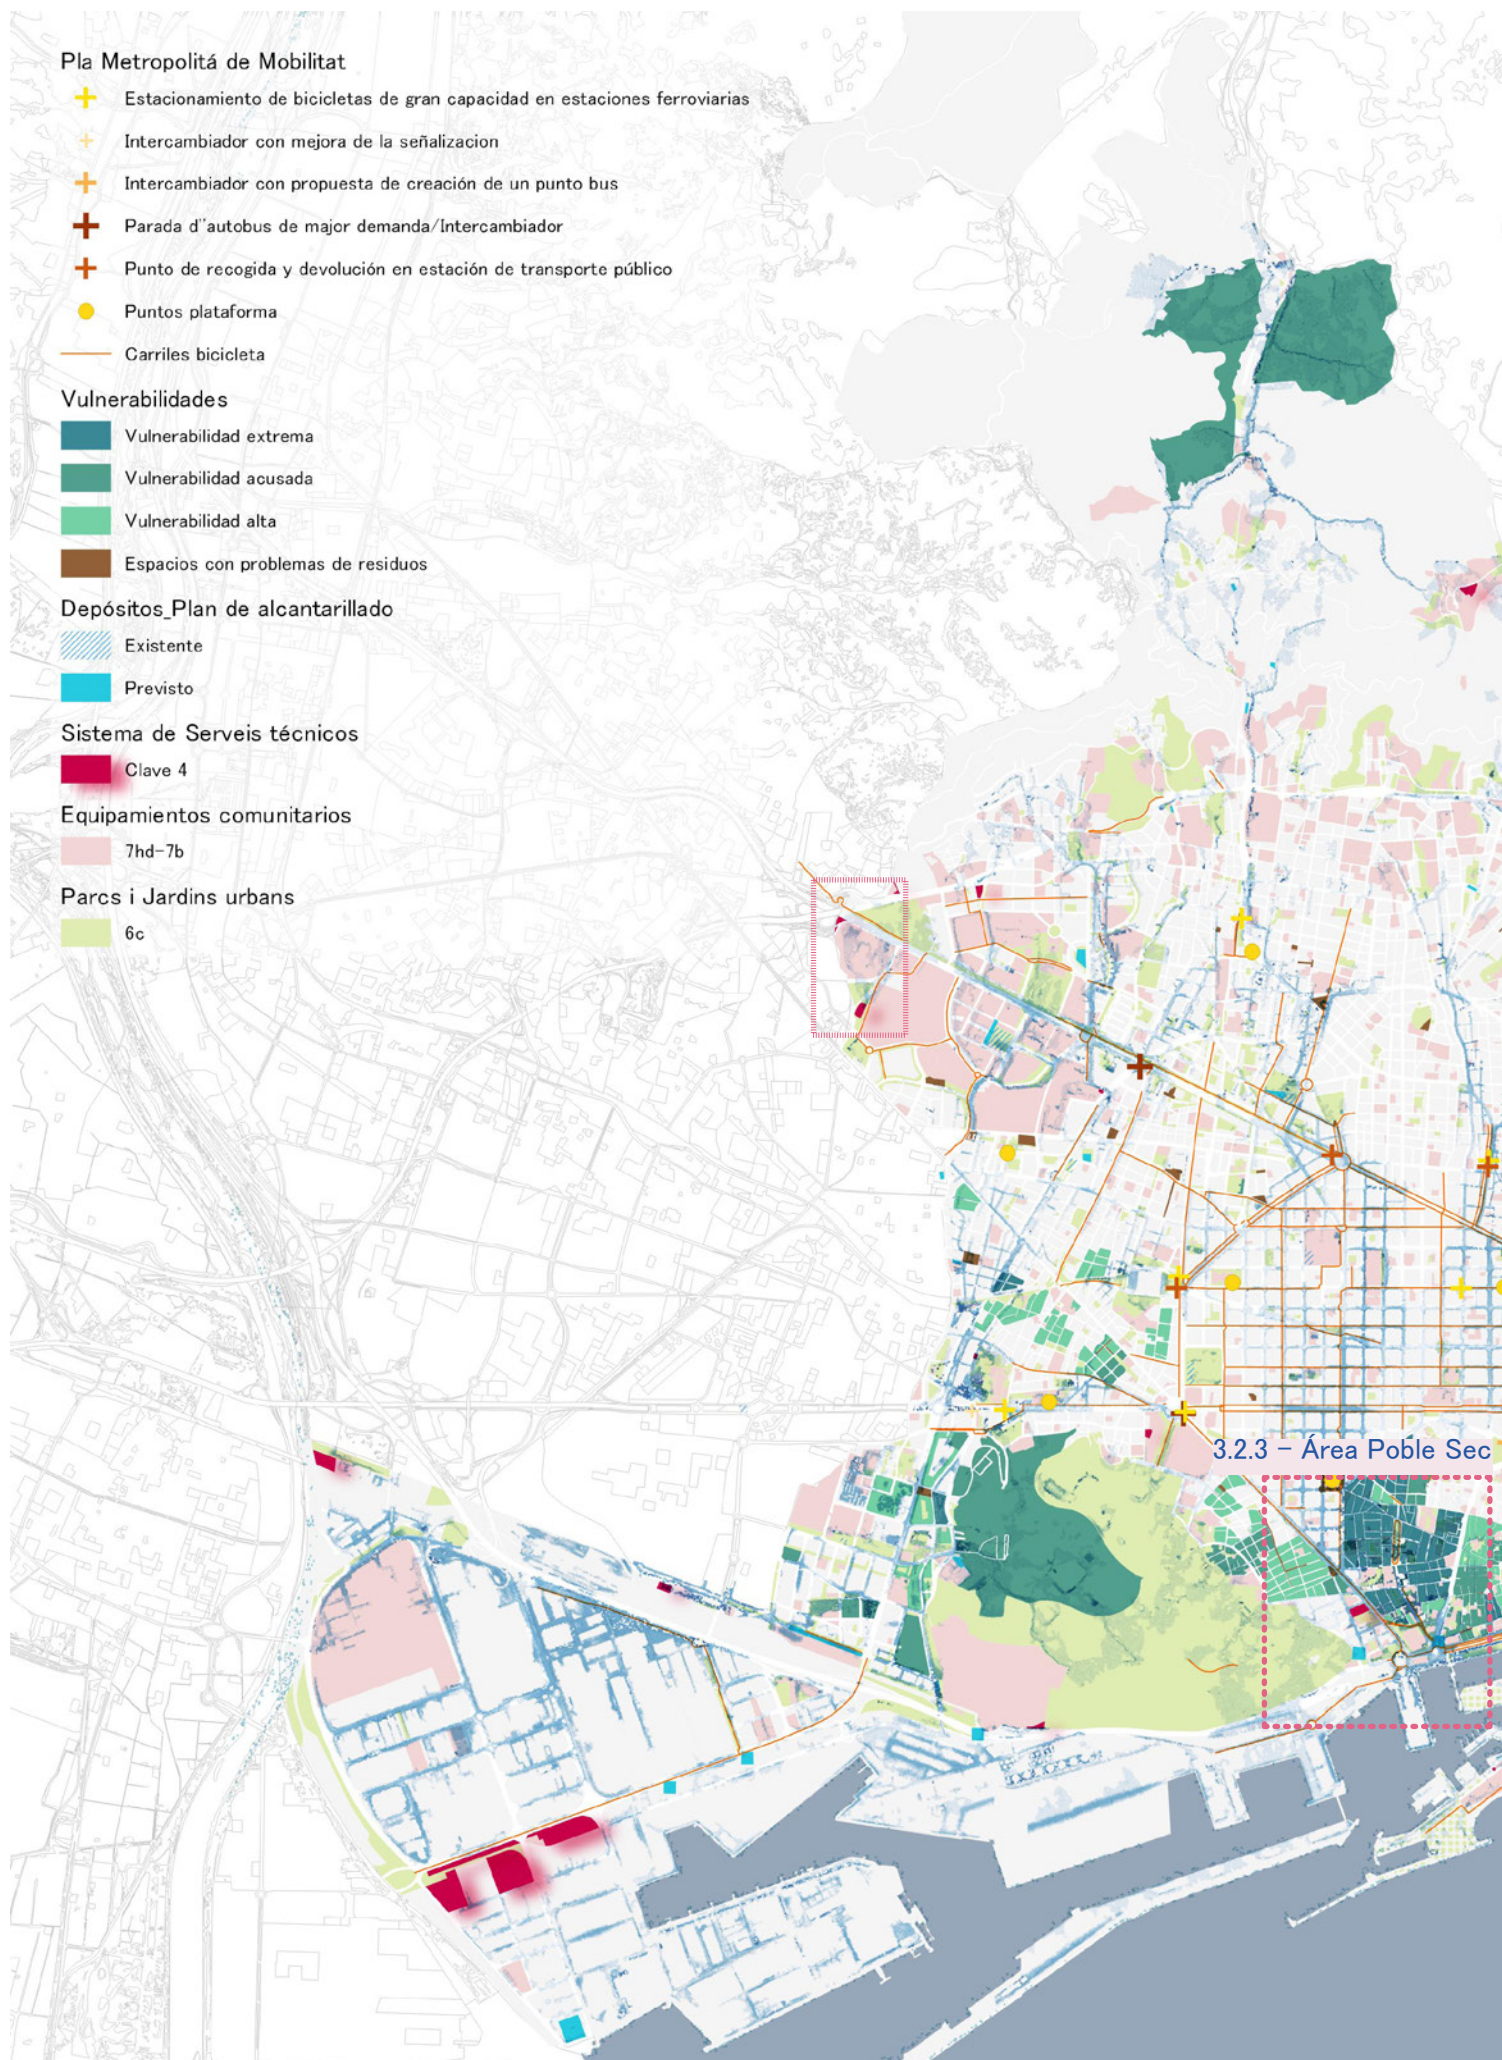 Pla Metropolitá de Mobilitat
Estacionamiento de bicicletas de gran capacidad en estaciones ferroviarias
Intercambiador con mejora de la señalizacion
Intercambiador con propuesta de creación de un punto bus
Parada d"autobus de major demanda/Intercambiador
Punto de recogida y devolución en estación de transporte público
Puntos plataforma
Carriles bicicleta
Vulnerabilidades
Vulnerabilidad extrema
Vulnerabilidad acusada
Vulnerabilidad alta
Espacios con problemas de residuos
Depósitos_Plan de alcantarillado
Existente
Previsto
Sistema de Serveis técnicos
Clave 4
Equipamientos comunitarios
7hd-7b
Parcs i Jardins urbans
6c
3.2.3 - Área Poble Sec